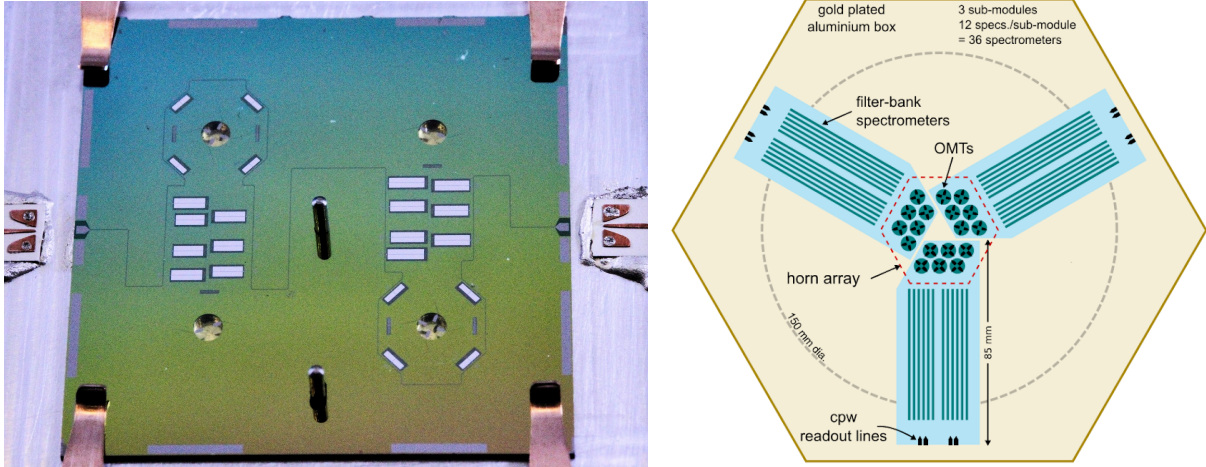 gold plated
aluminium box
3 sub-modules
12 specs./sub-module
= 36 spectrometers
filter-bank
spectrometers
OMTs
horn array
150 mm dia.
85 mm
cpw
readout lines